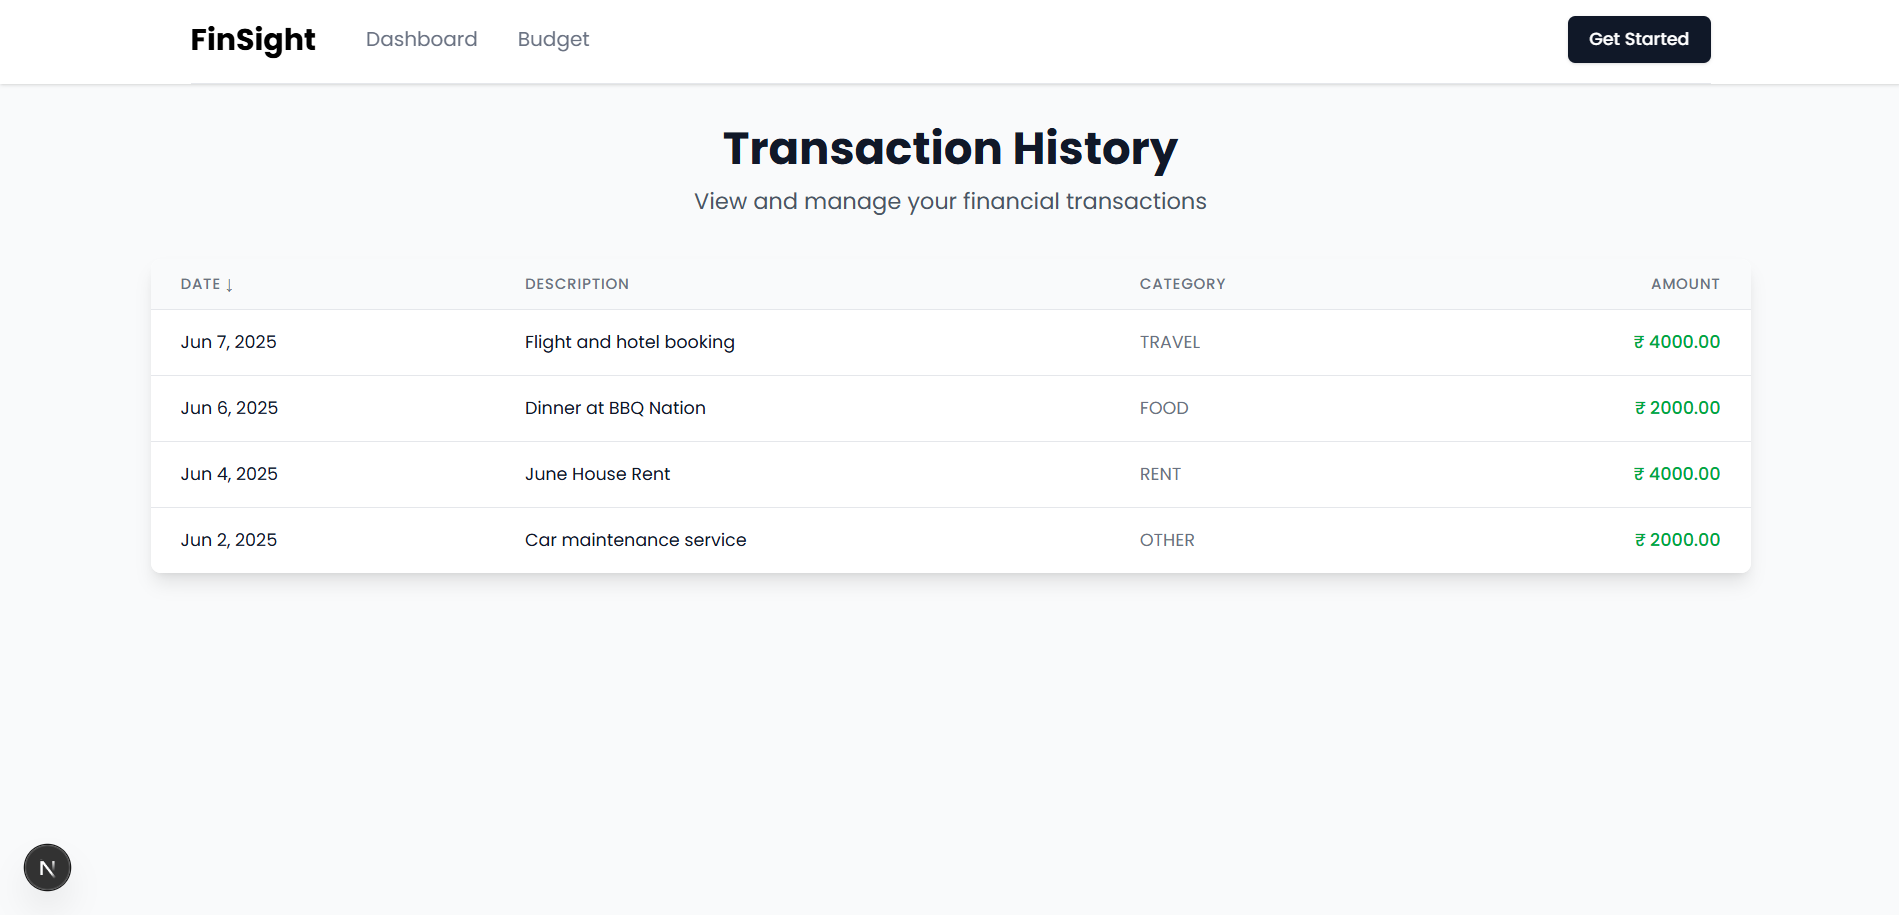 FinSight Dashboard Budget Get Started
Transaction History
View and manage your financial transactions
DATE ↓ DESCRIPTION CATEGORY AMOUNT
Jun 7, 2025 Flight and hotel booking TRAVEL ₹ 4000.00
Jun 6, 2025 Dinner at BBQ Nation FOOD ₹ 2000.00
Jun 4, 2025 June House Rent RENT ₹ 4000.00
Jun 2, 2025 Car maintenance service OTHER ₹ 2000.00
N